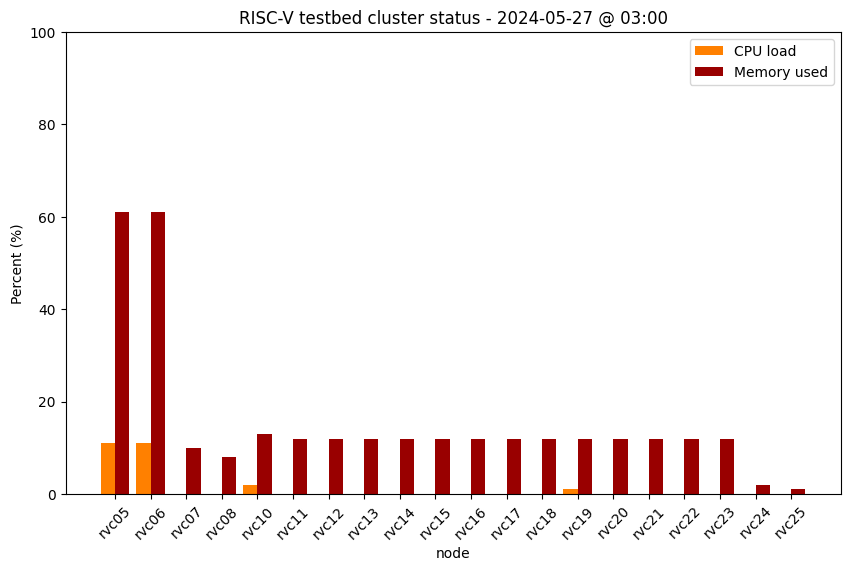 RISC-V testbed cluster status - 2024-05-27 @ 03:00
CPU load
Memory used
Percent (%)
100
80
60
40
20
0
rvc05
rvc06
rvc07
rvc08
rvc10
rvc11
rvc12
rvc13
rvc14
rvc15
rvc16
rvc17
rvc18
rvc19
rvc20
rvc21
rvc22
rvc23
rvc24
rvc25
node